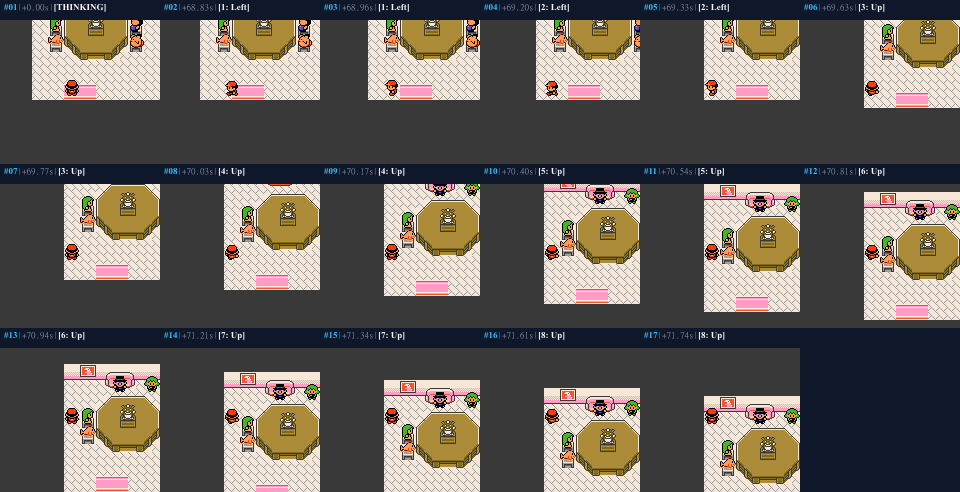 #01|+0.00s|[THINKING]
#02|+68.83s|[1: Left]
#03|+68.96s|[1: Left]
#04|+69.20s|[2: Left]
#05|+69.33s|[2: Left]
#06|+69.63s|[3: Up]
#07|+69.77s|[3: Up]
#08|+70.03s|[4: Up]
#09|+70.17s|[4: Up]
#10|+70.40s|[5: Up]
#11|+70.54s|[5: Up]
#12|+70.81s|[6: Up]
#13|+70.94s|[6: Up]
#14|+71.21s|[7: Up]
#15|+71.34s|[7: Up]
#16|+71.61s|[8: Up]
#17|+71.74s|[8: Up]